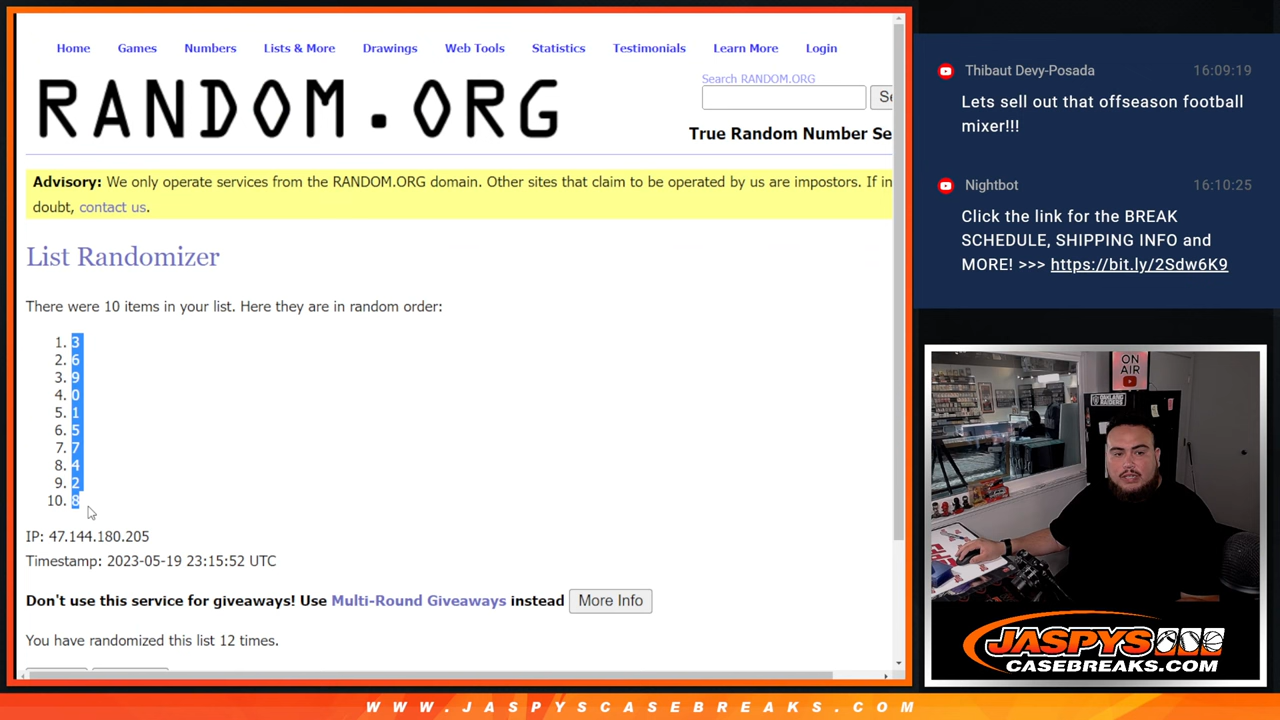 Home Games Numbers Lists & More Drawings Web Tools Statistics Testimonials Learn More Login
RANDOM.ORG
Search RANDOM.ORG
Se
True Random Number Se
Advisory: We only operate services from the RANDOM.ORG domain. Other sites that claim to be operated by us are impostors. If in
doubt, contact us.
List Randomizer
There were 10 items in your list. Here they are in random order:
1. 3
2. 6
3. 9
4. 0
5. 1
6. 5
7. 7
8. 4
9. 2
10. 8
IP: 47.144.180.205
Timestamp: 2023-05-19 23:15:52 UTC
Don't use this service for giveaways! Use Multi-Round Giveaways instead More Info
You have randomized this list 12 times.
Thibaut Devy-Posada 16:09:19
Lets sell out that offseason football
mixer!!!
Nightbot 16:10:25
Click the link for the BREAK
SCHEDULE, SHIPPING INFO and
MORE! >>> https://bit.ly/2Sdw6K9
ON
AIR
JASPYS
CASEBREAKS.COM
WWW.JASPYSCASEBREAKS.COM